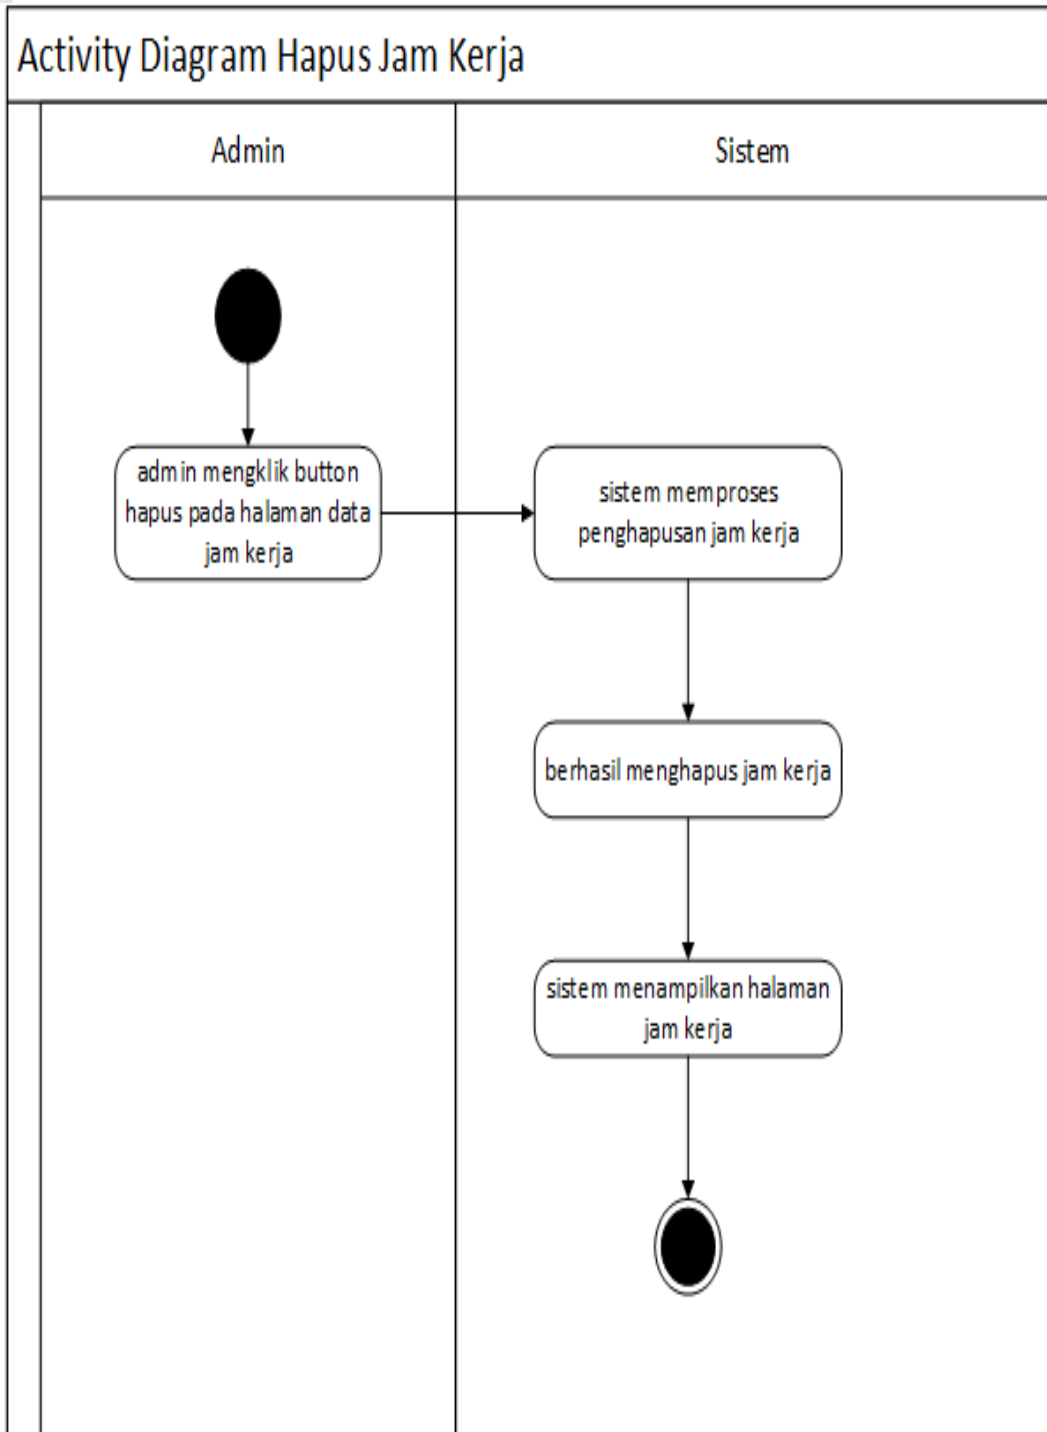 Activity Diagram Hapus Jam Kerja
Admin
Sistem
admin mengklik button
hapus pada halaman data
jam kerja
sistem memproses
penghapusan jam kerja
berhasil menghapus jam kerja
sistem menampilkan halaman
jam kerja